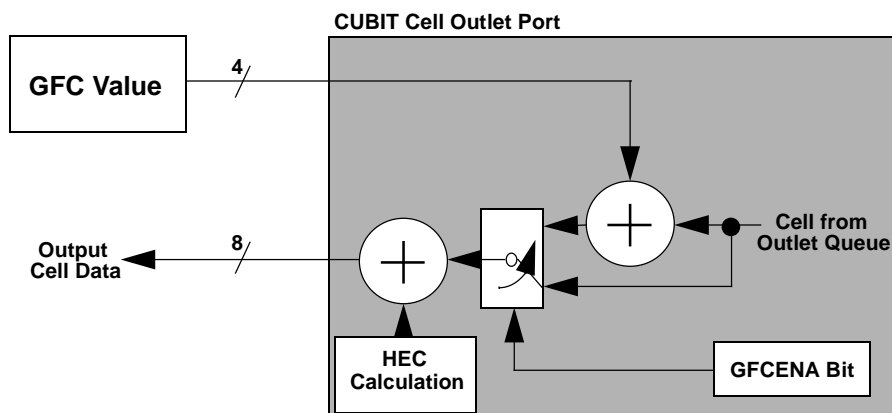 CUBIT Cell Outlet Port
GFC Value
4
Cell from
Outlet Queue
8
Output
Cell Data
HEC
Calculation
GFCENA Bit